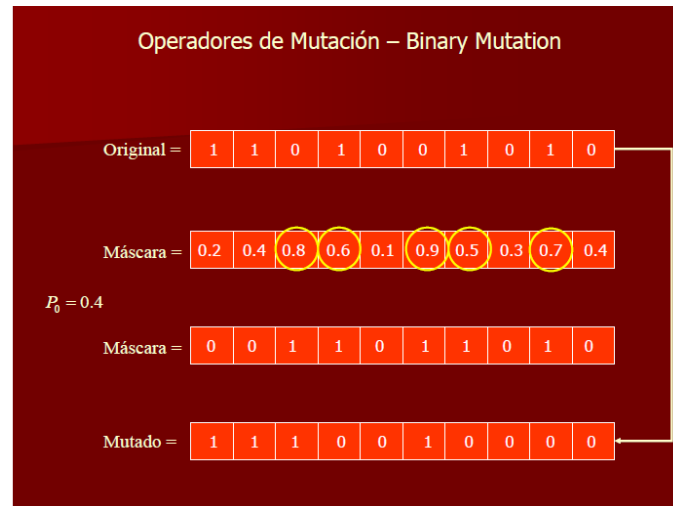 Operadores de Mutación – Binary Mutation
Original = 1 1 0 1 0 0 1 0 1 0
Máscara = 0.2 0.4 0.8 0.6 0.1 0.9 0.5 0.3 0.7 0.4
P₀ = 0.4
Máscara = 0 0 1 1 0 1 1 0 1 0
Mutado = 1 1 1 0 0 1 0 0 0 0